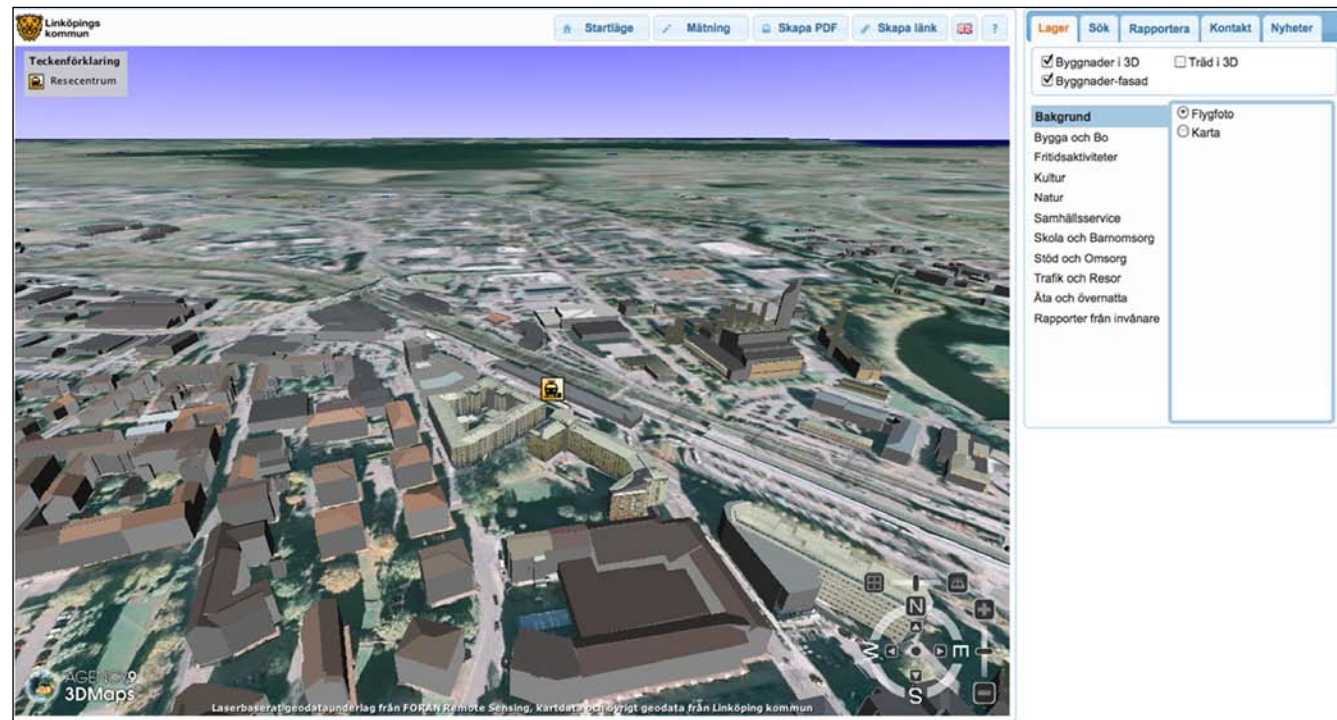 Linköpings
kommun
Startläge
Mätning
Skapa PDF
Skapa länk
?
Teckenförklaring
Resecentrum
Lager
Sök
Rapportera
Kontakt
Nyheter
Byggnader i 3D
Träd i 3D
Byggnader-fasad
Bakgrund
Bygga och Bo
Fritidsaktiviteter
Kultur
Natur
Samhällsservice
Skola och Barnomsorg
Stöd och Omsorg
Trafik och Resor
Äta och övernatta
Rapporter från invånare
Flygfoto
Karta
N
W
E
S
AGENCY9
3DMaps
Laserbaserat geodataunderlag från FORAN Remote Sensing, kartdata och övrigt geodata från Linköping kommun